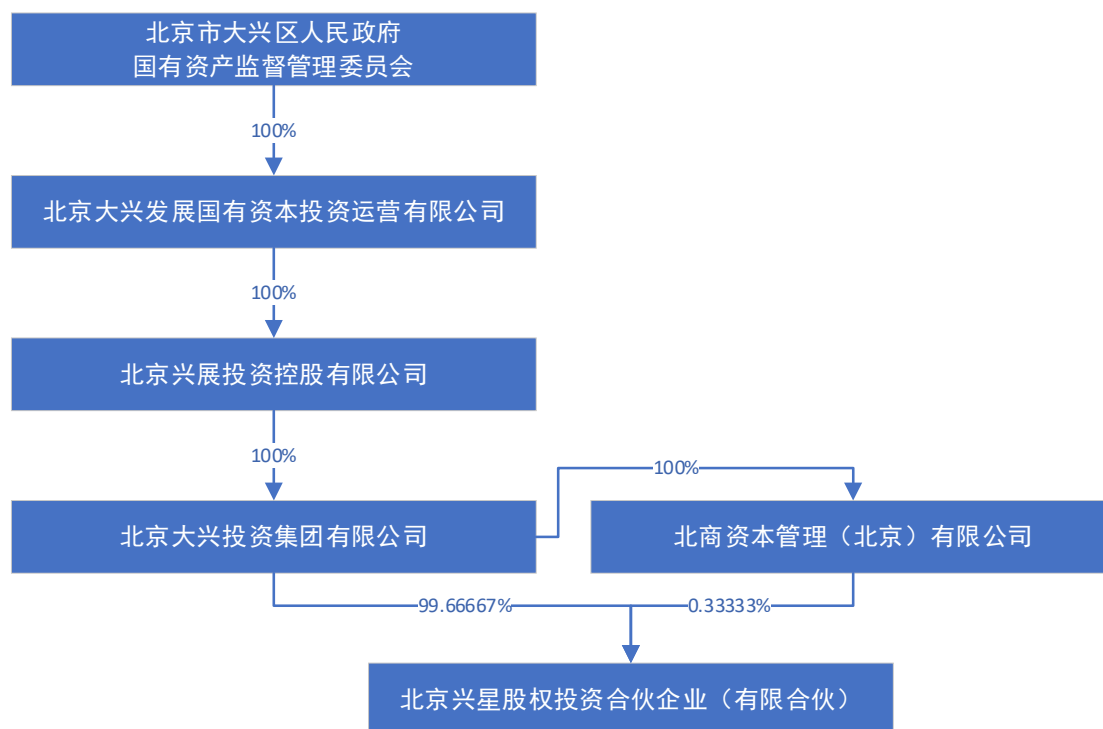 北京市大兴区人民政府
国有资产监督管理委员会
100%
北京大兴发展国有资本投资运营有限公司
100%
北京兴展投资控股有限公司
100%
100%
北京大兴投资集团有限公司
北商资本管理（北京）有限公司
99.66667%
0.33333%
北京兴星股权投资合伙企业（有限合伙）